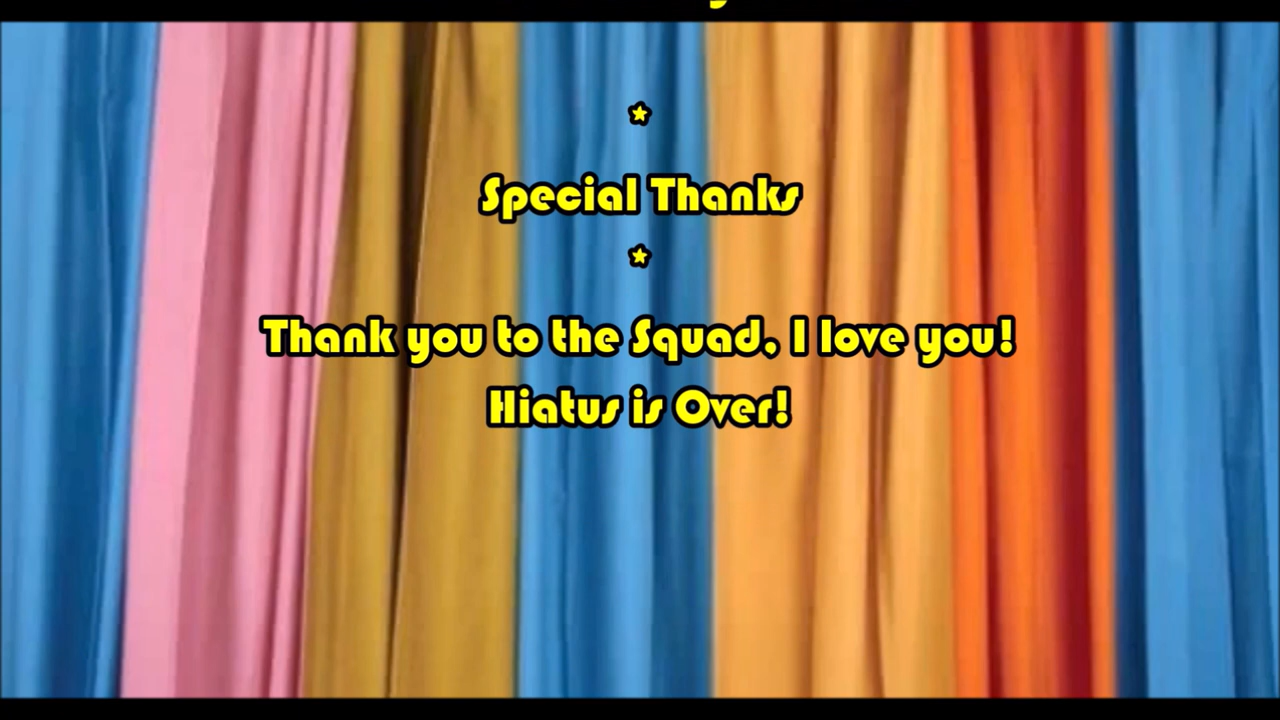 *
Special Thanks
*
Thank you to the Squad, I love you!
Hiatus is Over!